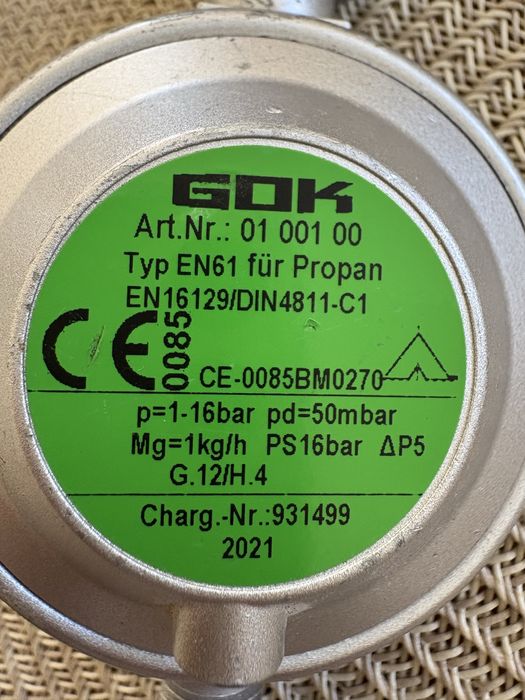 GOK
Art.Nr.: 01 001 00
Typ EN61 für Propan
EN16129/DIN4811-C1
CE 0085
CE-0085BM0270
p=1-16bar pd=50mbar
Mg=1kg/h PS16bar ΔP5
G.12/H.4
Charg.-Nr.:931499
2021